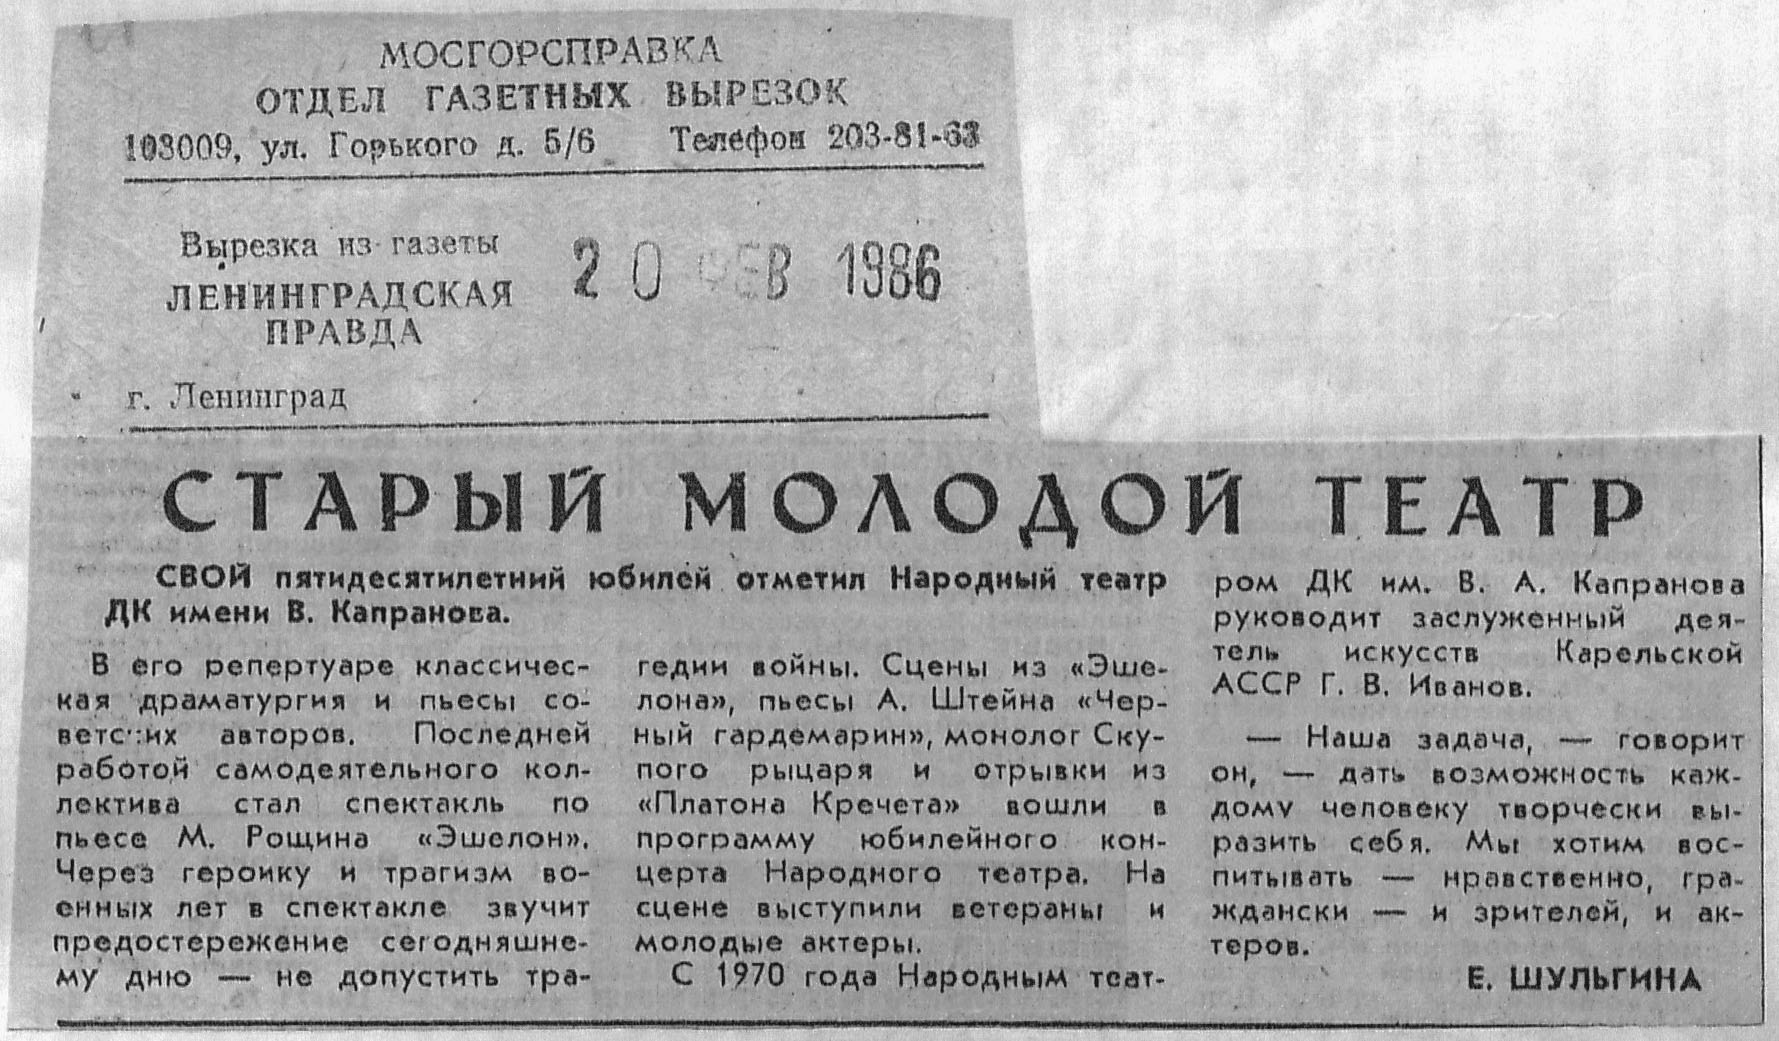 МОСГОРСПРАВКА
ОТДЕЛ ГАЗЕТНЫХ ВЫРЕЗОК
103009, ул. Горького д. 5/6 Телефон 203-81-63
Вырезка из газеты
ЛЕНИНГРАДСКАЯ
ПРАВДА
20 ФЕВ 1986
г. Ленинград
СТАРЫЙ МОЛОДОЙ ТЕАТР
СВОЙ пятидесятилетний юбилей отметил Народный театр
ДК имени В. Капранова.
В его репертуаре классичес-
кая драматургия и пьесы со-
ветских авторов. Последней
работой самодеятельного кол-
лектива стал спектакль по
пьесе М. Рощина «Эшелон».
Через героику и трагизм во-
енных лет в спектакле звучит
предостережение сегодняшне-
му дню — не допустить тра-
гедии войны. Сцены из «Эше-
лона», пьесы А. Штейна «Чер-
ный гардемарин», монолог Ску-
пого рыцаря и отрывки из
«Платона Кречета» вошли в
программу юбилейного кон-
церта Народного театра. На
сцене выступили ветераны и
молодые актеры.
С 1970 года Народным теат-
ром ДК им. В. А. Капранова
руководит заслуженный дея-
тель искусств Карельской
АССР Г. В. Иванов.
— Наша задача, — говорит
он, — дать возможность каж-
дому человеку творчески вы-
разить себя. Мы хотим вос-
питывать — нравственно, гра-
ждански — и зрителей, и ак-
теров.
Е. ШУЛЬГИНА